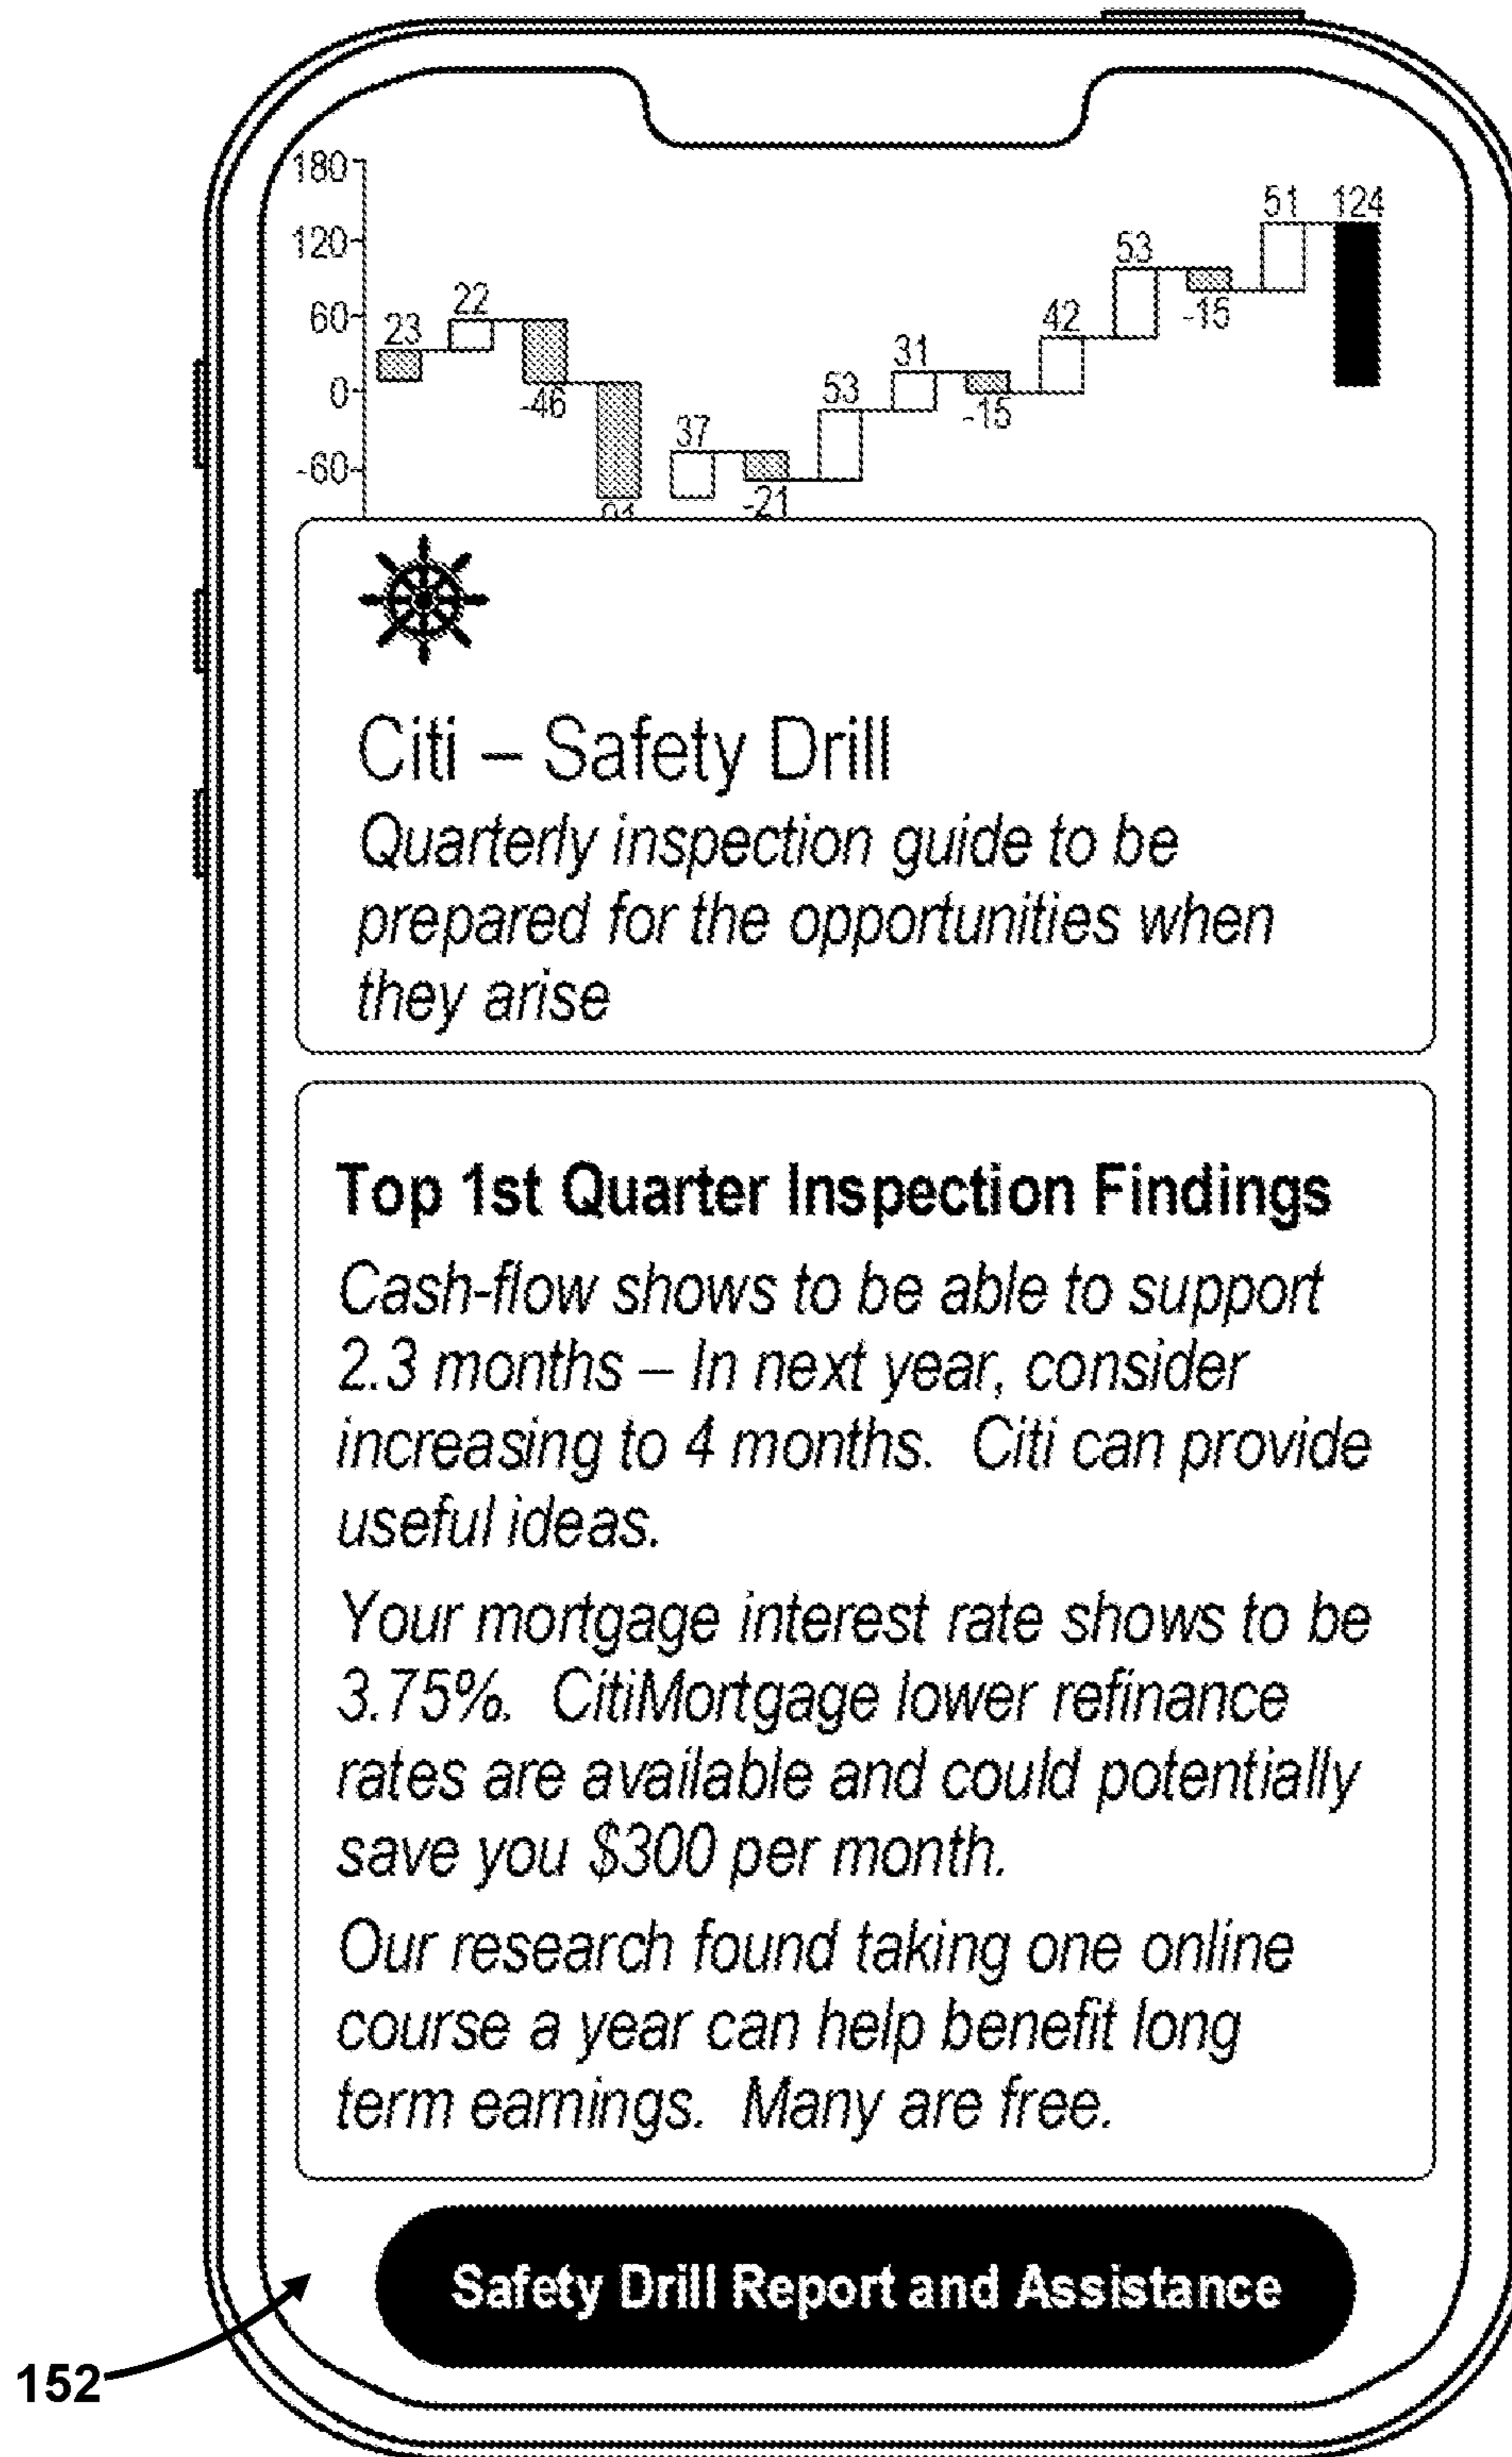 180
51 124
120
53
60 23 22 42 -15
31
0 -46 53 -15
37
-60 -21
Citi – Safety Drill
Quarterly inspection guide to be
prepared for the opportunities when
they arise
Top 1st Quarter Inspection Findings
Cash-flow shows to be able to support
2.3 months – In next year, consider
increasing to 4 months. Citi can provide
useful ideas.
Your mortgage interest rate shows to be
3.75%. CitiMortgage lower refinance
rates are available and could potentially
save you $300 per month.
Our research found taking one online
course a year can help benefit long
term earnings. Many are free.
Safety Drill Report and Assistance
152